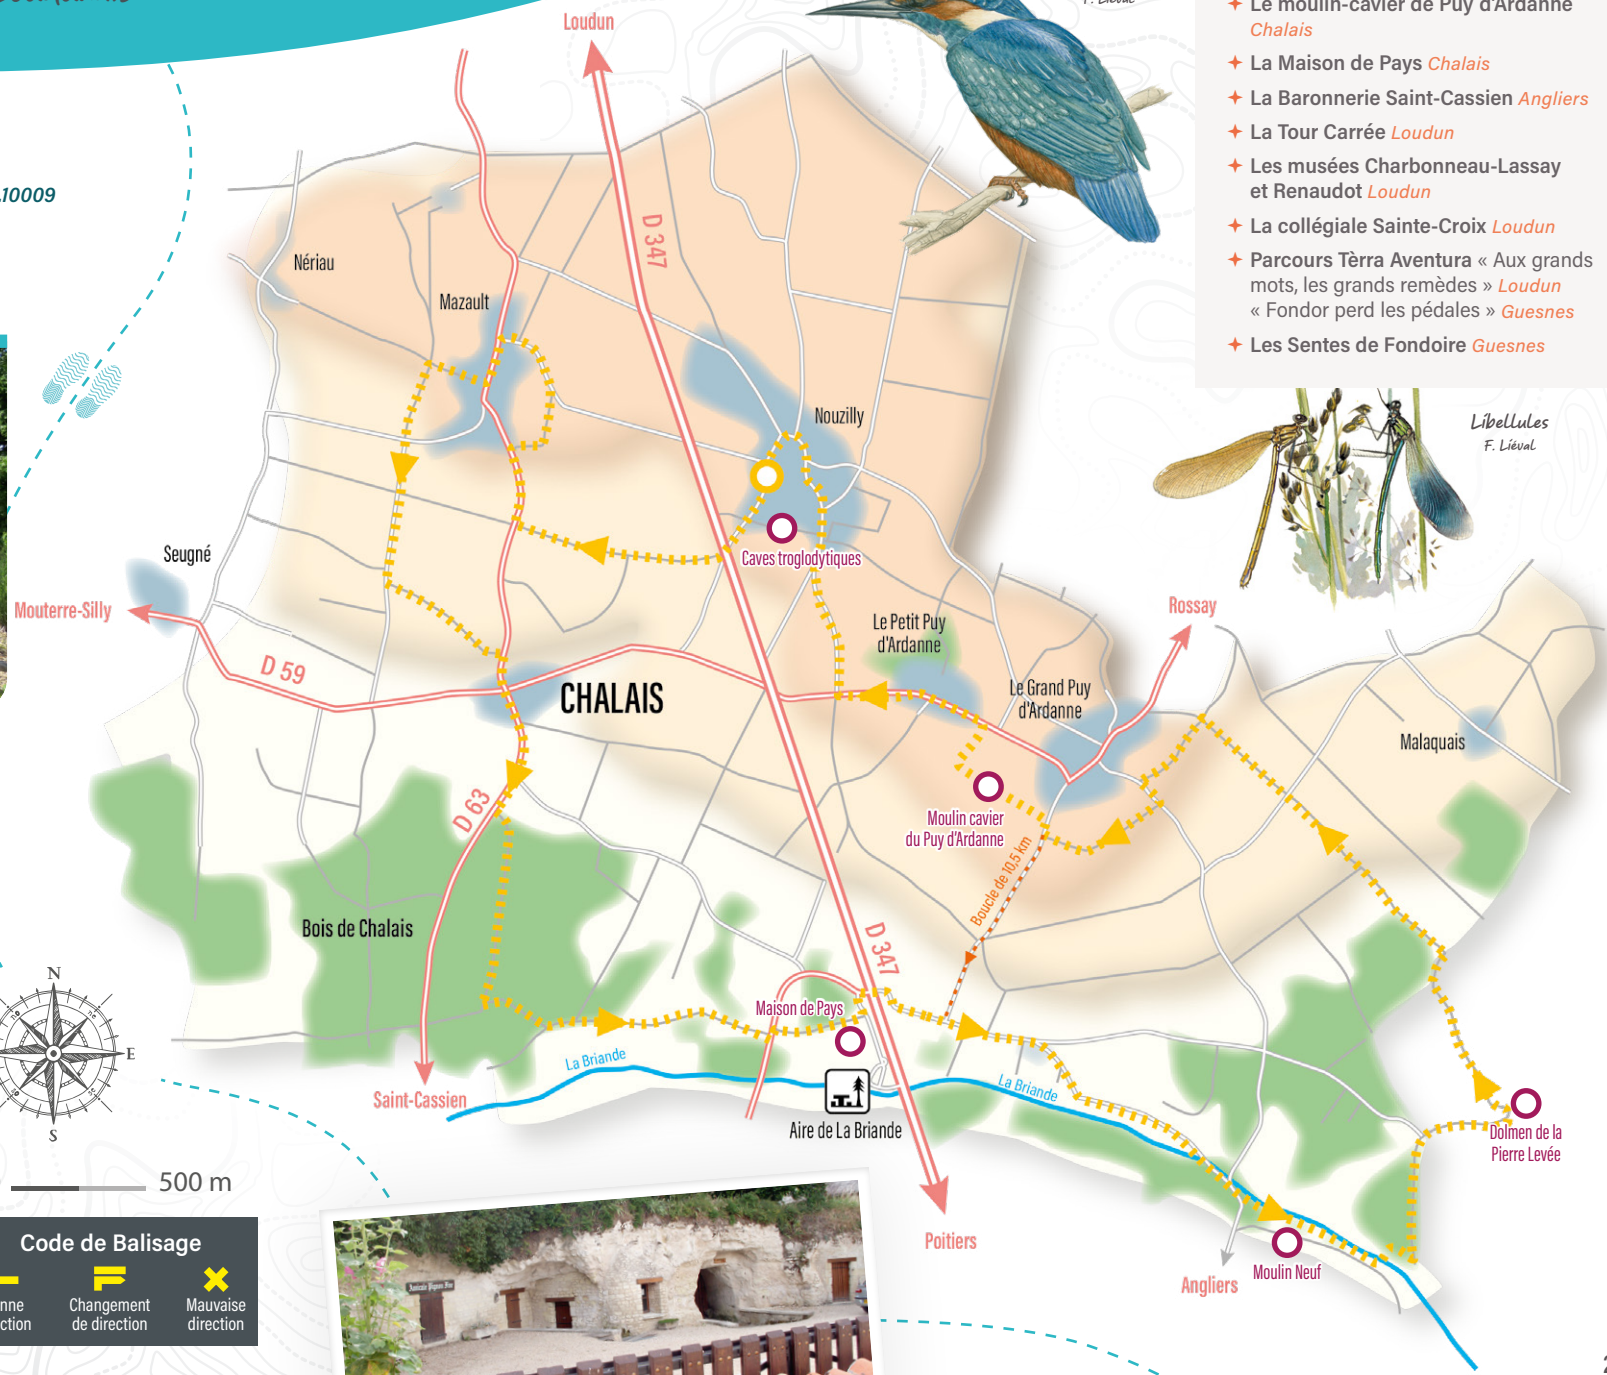 10009
Loudun
F. Liéval
Le moulin-cavier de Puy d'Ardanne
Chalais
La Maison de Pays Chalais
La Baronnerie Saint-Cassien Angliers
La Tour Carrée Loudun
Les musées Charbonneau-Lassay
et Renaudot Loudun
La collégiale Sainte-Croix Loudun
Parcours Tèrra Aventura « Aux grands
mots, les grands remèdes » Loudun
« Fondor perd les pédales » Guesnes
Les Sentes de Fondoire Guesnes
Libellules
F. Liéval
D 347
Nériau
Mazault
Nouzilly
Caves troglodytiques
Seugné
Mouterre-Silly
D 59
CHALAIS
Le Petit Puy
d'Ardanne
Le Grand Puy
d'Ardanne
Rossay
Malaquais
D 63
Moulin cavier
du Puy d'Ardanne
Boucle de 10,5 km
Bois de Chalais
D 347
Maison de Pays
La Briande
La Briande
Saint-Cassien
Aire de La Briande
Dolmen de la
Pierre Levée
Poitiers
Angliers
Moulin Neuf
N
E
S
500 m
Code de Balisage
Changement
de direction
Mauvaise
direction